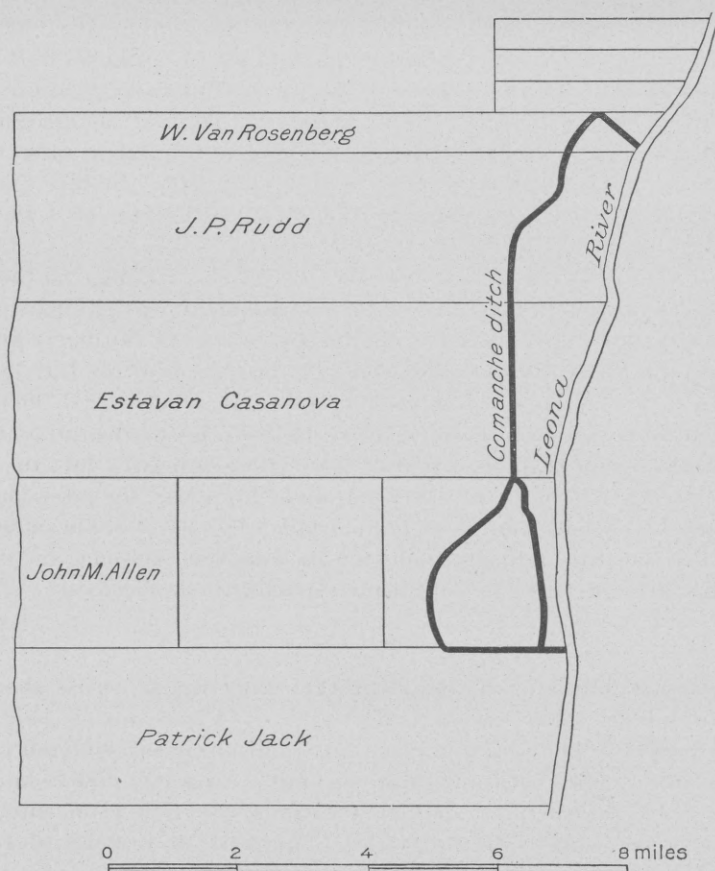 W. Van Rosenberg
J. P. Rudd
River
Comanche ditch
Leona
Estavan Casanova
John M. Allen
Patrick Jack
0 2 4 6 8 miles